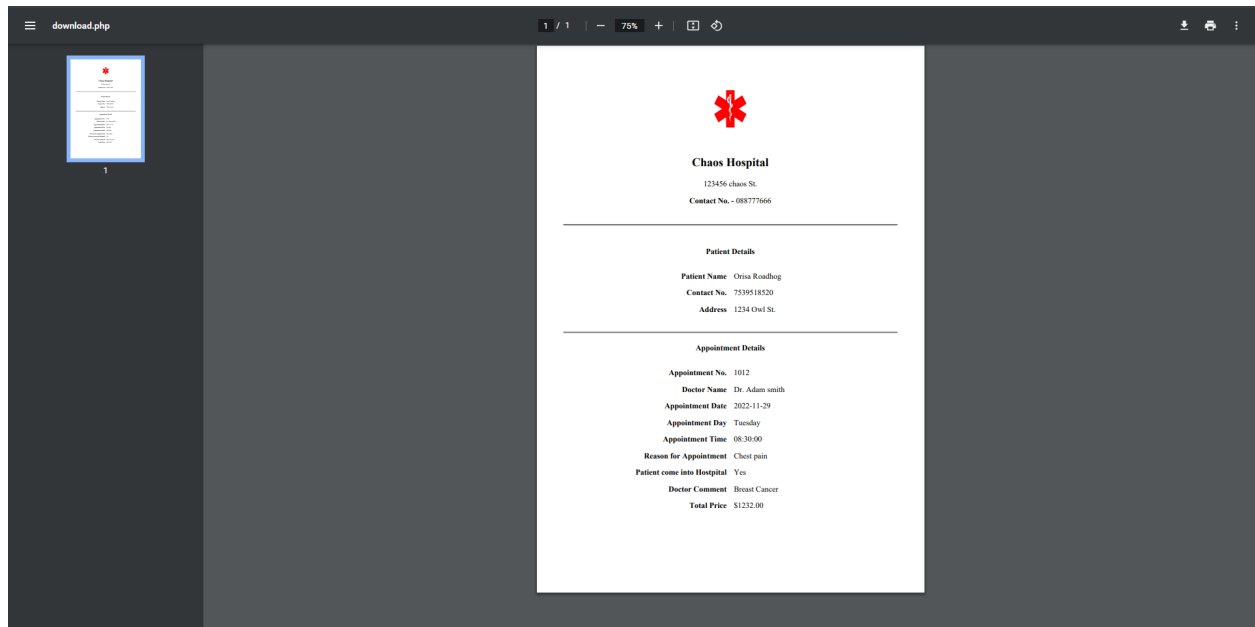 download.php
1 / 1
75%
1
Chaos Hospital
123456 chaos St.
Contact No. - 088777666
Patient Details
Patient Name Orisa Roadhog
Contact No. 7539518520
Address 1234 Owl St.
Appointment Details
Appointment No. 1012
Doctor Name Dr. Adam smith
Appointment Date 2022-11-29
Appointment Day Tuesday
Appointment Time 08:30:00
Reason for Appointment Chest pain
Patient come into Hostpital Yes
Doctor Comment Breast Cancer
Total Price $1232.00